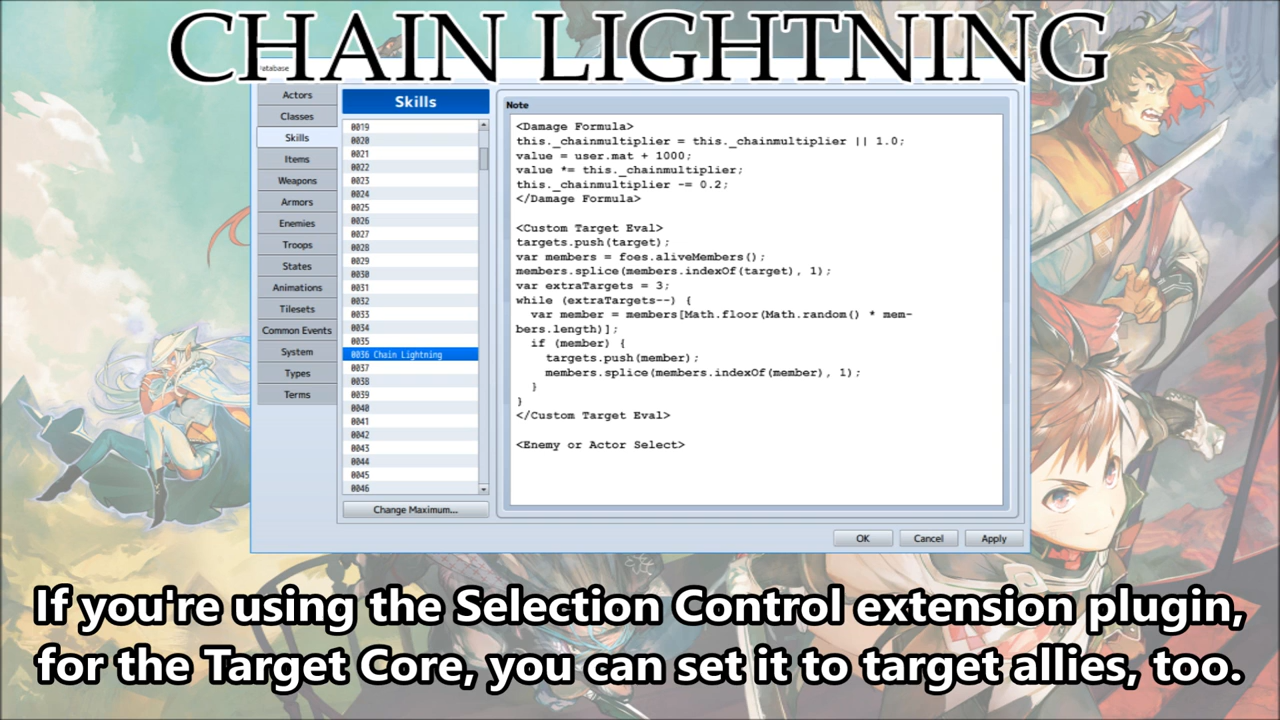 CHAIN LIGHTNING
Database
Actors
Classes
Skills
Items
Weapons
Armors
Enemies
Troops
States
Animations
Tilesets
Common Events
System
Types
Terms
Skills
0019
0020
0021
0022
0023
0024
0025
0026
0027
0028
0029
0030
0031
0032
0033
0034
0035
0036 Chain Lightning
0037
0038
0039
0040
0041
0042
0043
0044
0045
0046
Change Maximum...
Note
<Damage Formula>
this._chainmultiplier = this._chainmultiplier || 1.0;
value = user.mat + 1000;
value *= this._chainmultiplier;
this._chainmultiplier -= 0.2;
</Damage Formula>
<Custom Target Eval>
targets.push(target);
var members = foes.aliveMembers();
members.splice(members.indexOf(target), 1);
var extraTargets = 3;
while (extraTargets--) {
var member = members[Math.floor(Math.random() * mem-
bers.length)];
if (member) {
targets.push(member);
members.splice(members.indexOf(member), 1);
}
}
</Custom Target Eval>
<Enemy or Actor Select>
OK
Cancel
Apply
If you're using the Selection Control extension plugin,
for the Target Core, you can set it to target allies, too.